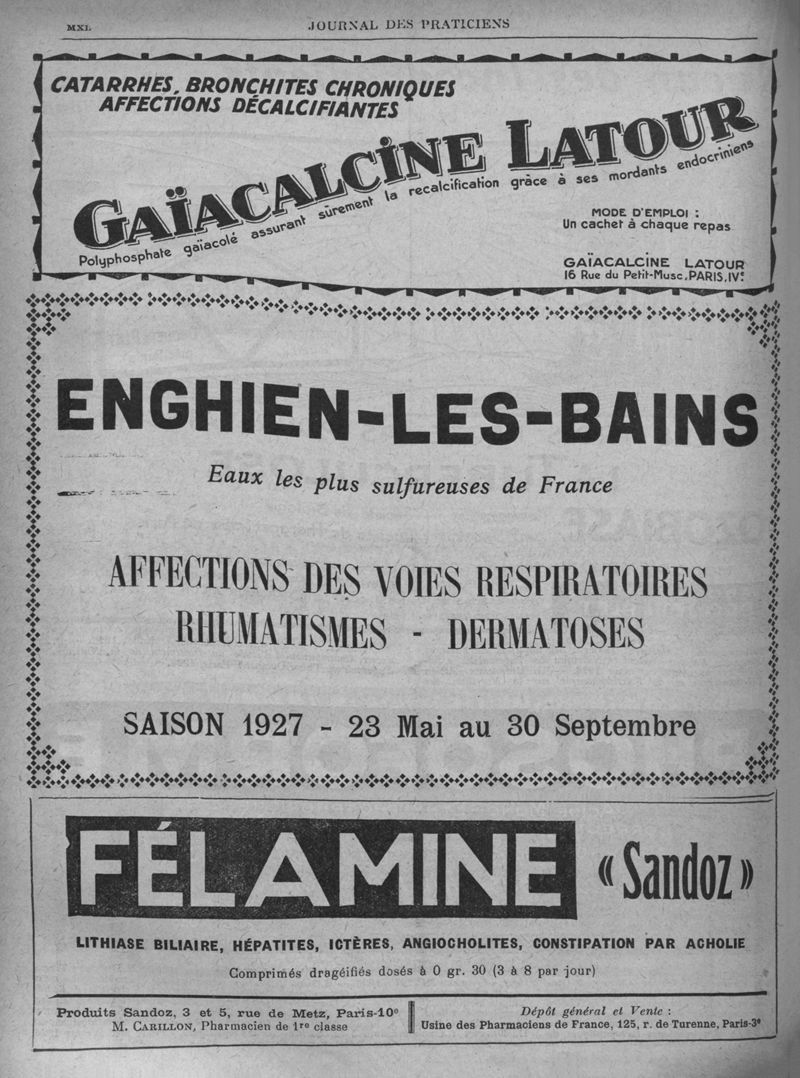 MXL
JOURNAL DES PRATICIENS
CATARRHES, BRONCHITES CHRONIQUES
AFFECTIONS DÉCALCIFIANTES
GAÏACALCINE LATOUR
Polyphosphate gaïacolé assurant sûrement la recalcification grâce à ses mordants endocriniens
MODE D'EMPLOI :
Un cachet à chaque repas
GAÏACALCINE LATOUR
16 Rue du Petit-Musc, PARIS, IVe
ENGHIEN-LES-BAINS
Eaux les plus sulfureuses de France
AFFECTIONS DES VOIES RESPIRATOIRES
RHUMATISMES - DERMATOSES
SAISON 1927 - 23 Mai au 30 Septembre
FÉLAMINE « Sandoz »
LITHIASE BILIAIRE, HÉPATITES, ICTÈRES, ANGIOCHOLITES, CONSTIPATION PAR ACHOLIE
Comprimés dragéifiés dosés à 0 gr. 30 (3 à 8 par jour)
Produits Sandoz, 3 et 5, rue de Metz, Paris-10e
M. CARILLON, Pharmacien de 1re classe
Dépôt général et Vente :
Usine des Pharmaciens de France, 125, r. de Turenne, Paris-3e